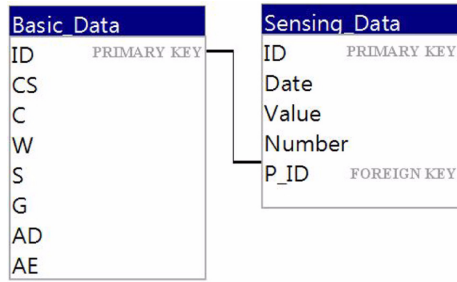 Basic_Data
ID PRIMARY KEY
CS
C
W
S
G
AD
AE
Sensing_Data
ID PRIMARY KEY
Date
Value
Number
P_ID FOREIGN KEY